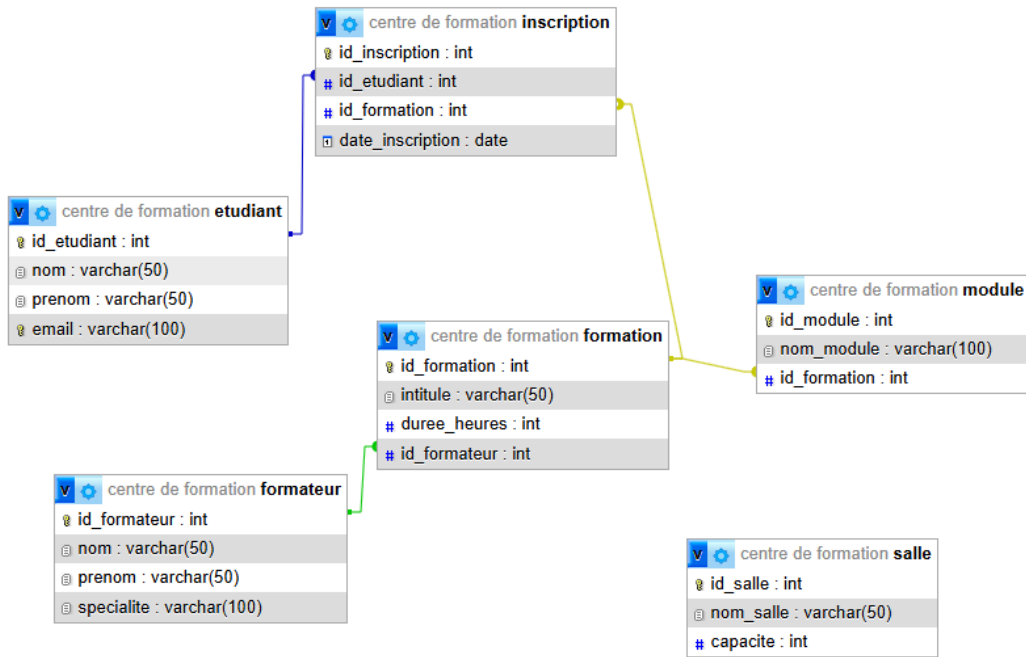 centre de formation inscription
id_inscription : int
id_etudiant : int
id_formation : int
date_inscription : date
centre de formation etudiant
id_etudiant : int
nom : varchar(50)
prenom : varchar(50)
email : varchar(100)
centre de formation formation
id_formation : int
intitule : varchar(50)
duree_heures : int
id_formateur : int
centre de formation module
id_module : int
nom_module : varchar(100)
id_formation : int
centre de formation formateur
id_formateur : int
nom : varchar(50)
prenom : varchar(50)
specialite : varchar(100)
centre de formation salle
id_salle : int
nom_salle : varchar(50)
capacite : int